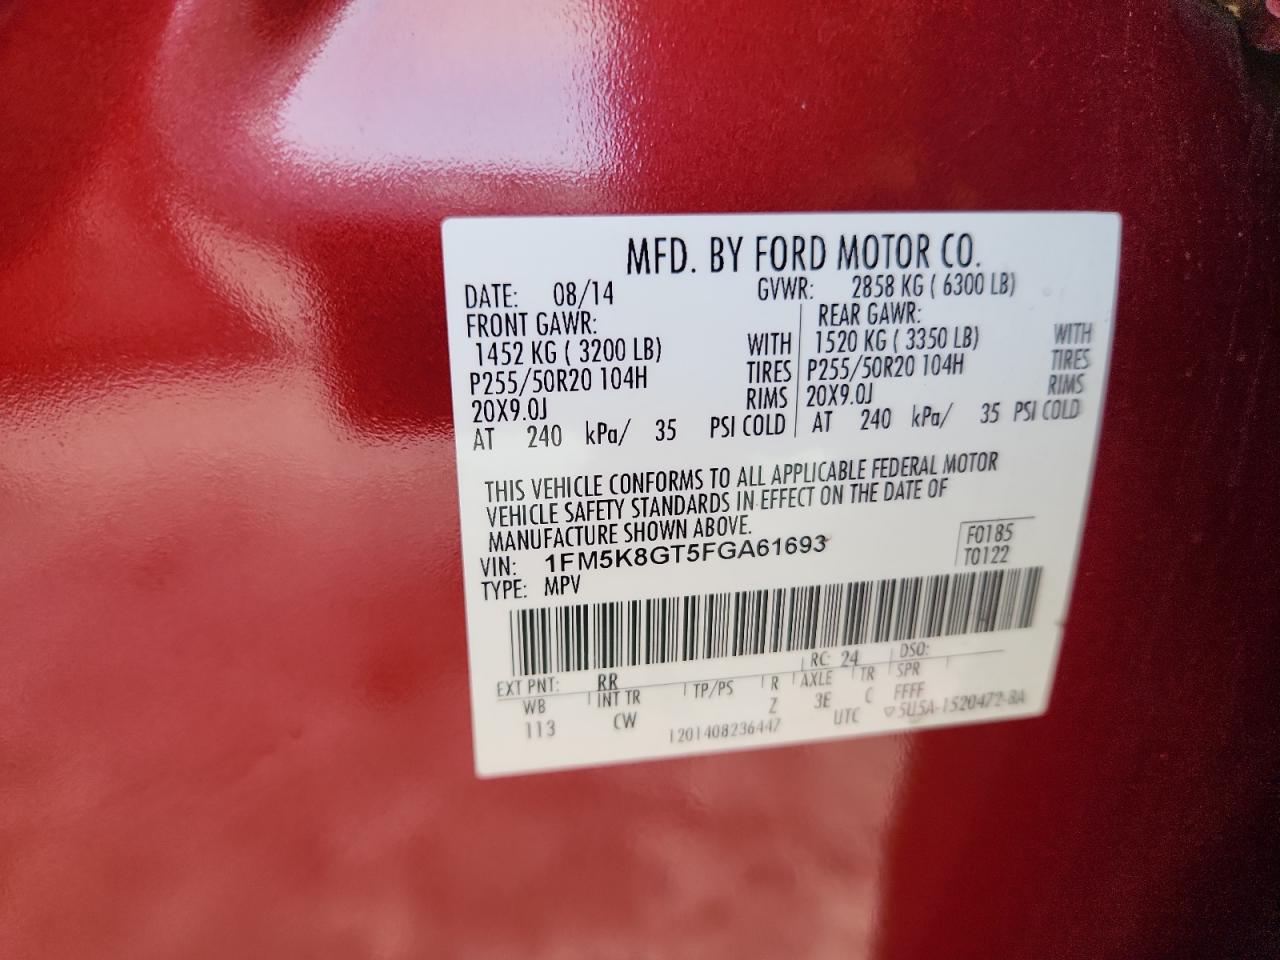 MFD. BY FORD MOTOR CO.
DATE: 08/14 GVWR: 2858 KG ( 6300 LB)
FRONT GAWR: REAR GAWR:
1452 KG ( 3200 LB) WITH 1520 KG ( 3350 LB) WITH
P255/50R20 104H TIRES P255/50R20 104H TIRES
20X9.0J RIMS 20X9.0J RIMS
AT 240 kPa/ 35 PSI COLD AT 240 kPa/ 35 PSI COLD
THIS VEHICLE CONFORMS TO ALL APPLICABLE FEDERAL MOTOR
VEHICLE SAFETY STANDARDS IN EFFECT ON THE DATE OF
MANUFACTURE SHOWN ABOVE.
F0185
VIN: 1FM5K8GT5FGA61693
T0122
TYPE: MPV
EXT PNT: RR RC: 24 DSO:
WB INT TR TP/PS R AXLE TR SPR
113 CW Z 3E C FFFF
1201408236447 UTC ▽5U5A-1520472-BA